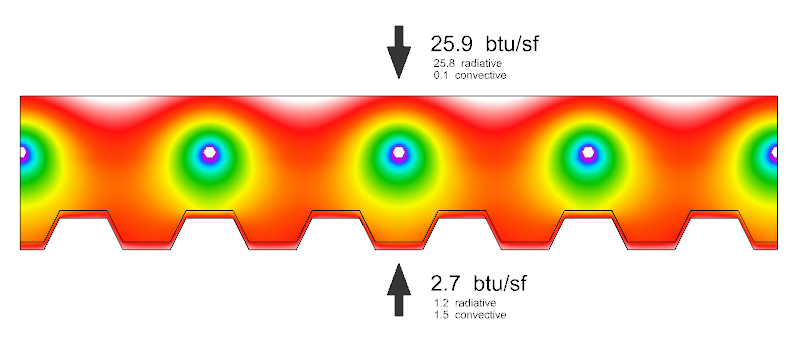 25.9 btu/sf
25.8 radiative
0.1 convective
2.7 btu/sf
1.2 radiative
1.5 convective